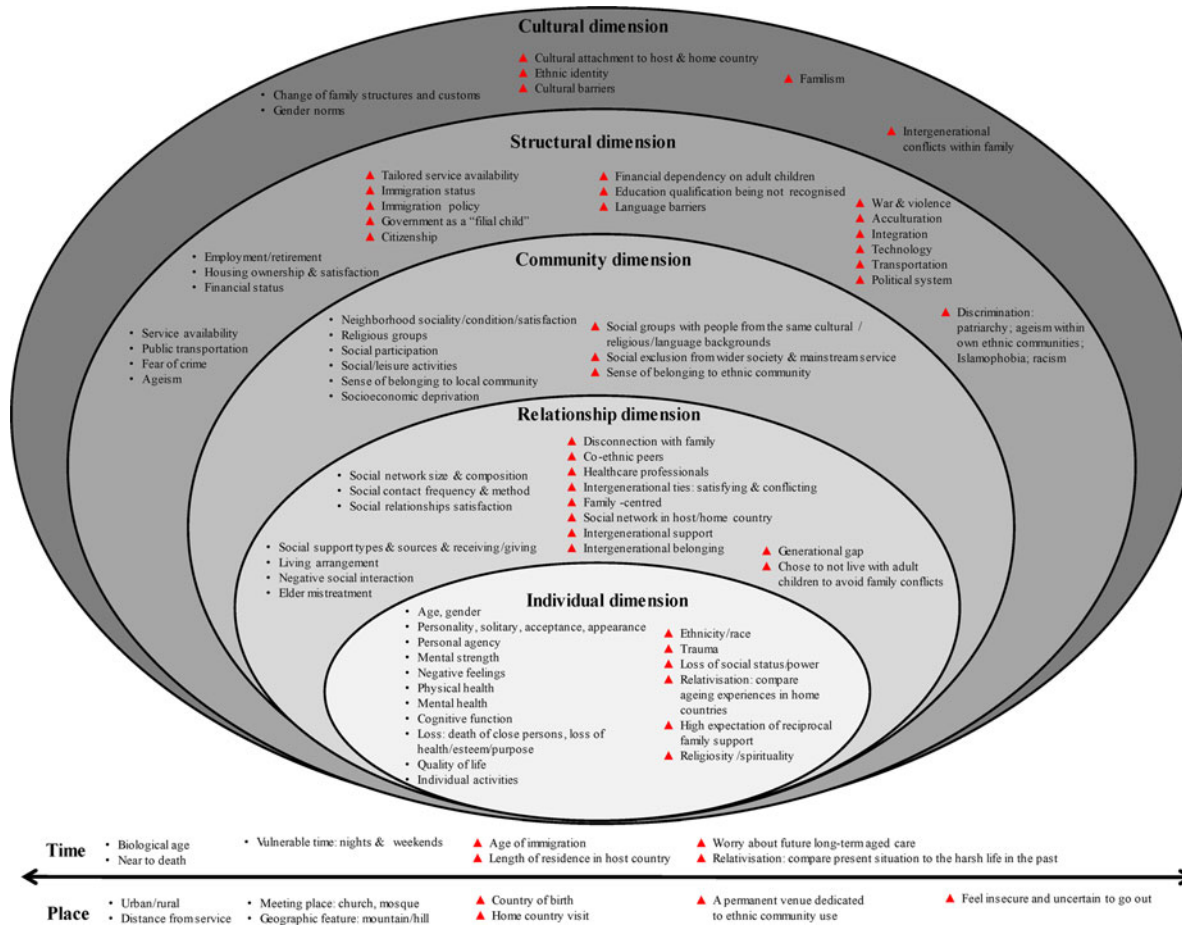 Cultural dimension
▲ Cultural attachment to host & home country
▲ Ethnic identity
▲ Cultural barriers
▲ Familism
• Change of family structures and customs
• Gender norms
▲ Intergenerational
conflicts within family
Structural dimension
▲ Tailored service availability
▲ Immigration status
▲ Immigration policy
▲ Government as a “filial child”
▲ Citizenship
▲ Financial dependency on adult children
▲ Education qualification being not recognised
▲ Language barriers
▲ War & violence
▲ Acculturation
▲ Integration
▲ Technology
▲ Transportation
▲ Political system
• Employment/retirement
• Housing ownership & satisfaction
• Financial status
• Service availability
• Public transportation
• Fear of crime
• Ageism
▲ Discrimination:
patriarchy; ageism within
own ethnic communities;
Islamophobia; racism
Community dimension
• Neighborhood sociality/condition/satisfaction
• Religious groups
• Social participation
• Social/leisure activities
• Sense of belonging to local community
• Socioeconomic deprivation
▲ Social groups with people from the same cultural /
religious/language backgrounds
▲ Social exclusion from wider society & mainstream service
▲ Sense of belonging to ethnic community
Relationship dimension
▲ Disconnection with family
▲ Co-ethnic peers
▲ Healthcare professionals
▲ Intergenerational ties: satisfying & conflicting
▲ Family -centred
▲ Social network in host/home country
▲ Intergenerational support
▲ Intergenerational belonging
• Social network size & composition
• Social contact frequency & method
• Social relationships satisfaction
• Social support types & sources & receiving/giving
• Living arrangement
• Negative social interaction
• Elder mistreatment
▲ Generational gap
▲ Chose to not live with adult
children to avoid family conflicts
Individual dimension
• Age, gender
• Personality, solitary, acceptance, appearance
• Personal agency
• Mental strength
• Negative feelings
• Physical health
• Mental health
• Cognitive function
• Loss: death of close persons, loss of
health/esteem/purpose
• Quality of life
• Individual activities
▲ Ethnicity/race
▲ Trauma
▲ Loss of social status/power
▲ Relativisation: compare
ageing experiences in home
countries
▲ High expectation of reciprocal
family support
▲ Religiosity /spirituality
Time
• Biological age
• Near to death
• Vulnerable time: nights & weekends
▲ Age of immigration
▲ Length of residence in host country
▲ Worry about future long-term aged care
▲ Relativisation: compare present situation to the harsh life in the past
Place
• Urban/rural
• Distance from service
• Meeting place: church, mosque
• Geographic feature: mountain/hill
▲ Country of birth
▲ Home country visit
▲ A permanent venue dedicated
to ethnic community use
▲ Feel insecure and uncertain to go out